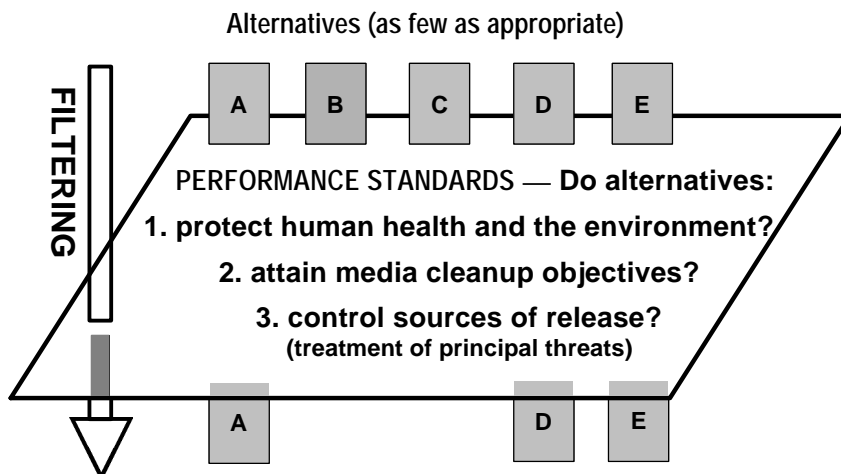 Alternatives (as few as appropriate)
FILTERING
A B C D E
PERFORMANCE STANDARDS — Do alternatives:
1. protect human health and the environment?
2. attain media cleanup objectives?
3. control sources of release?
(treatment of principal threats)
A D E